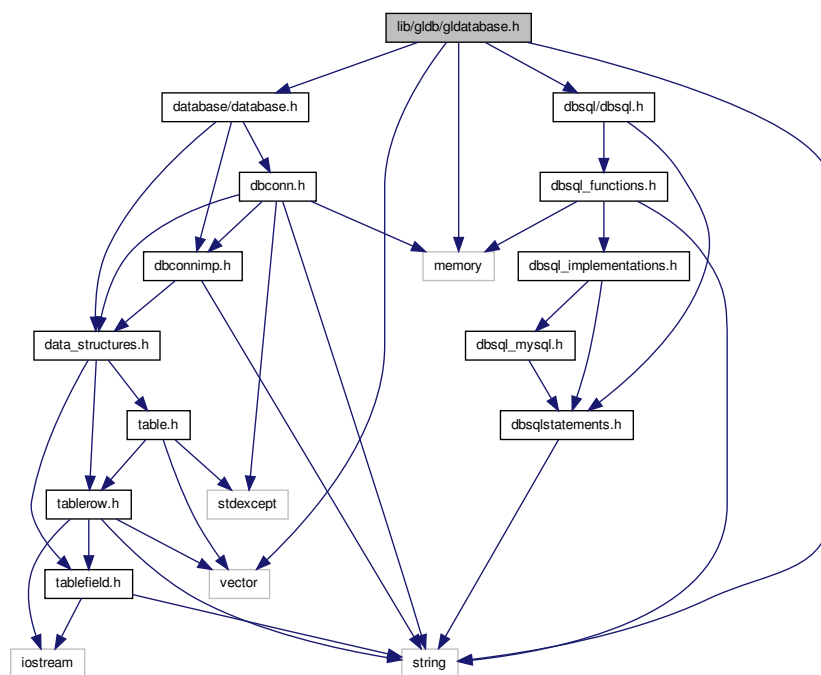 lib/gldb/gldatabase.h
database/database.h
dbsql/dbsql.h
dbconn.h
dbsql_functions.h
dbconnimp.h
memory
dbsql_implementations.h
data_structures.h
dbsql_mysql.h
table.h
dbsqlstatements.h
tablerow.h
stdexcept
tablefield.h
vector
iostream
string